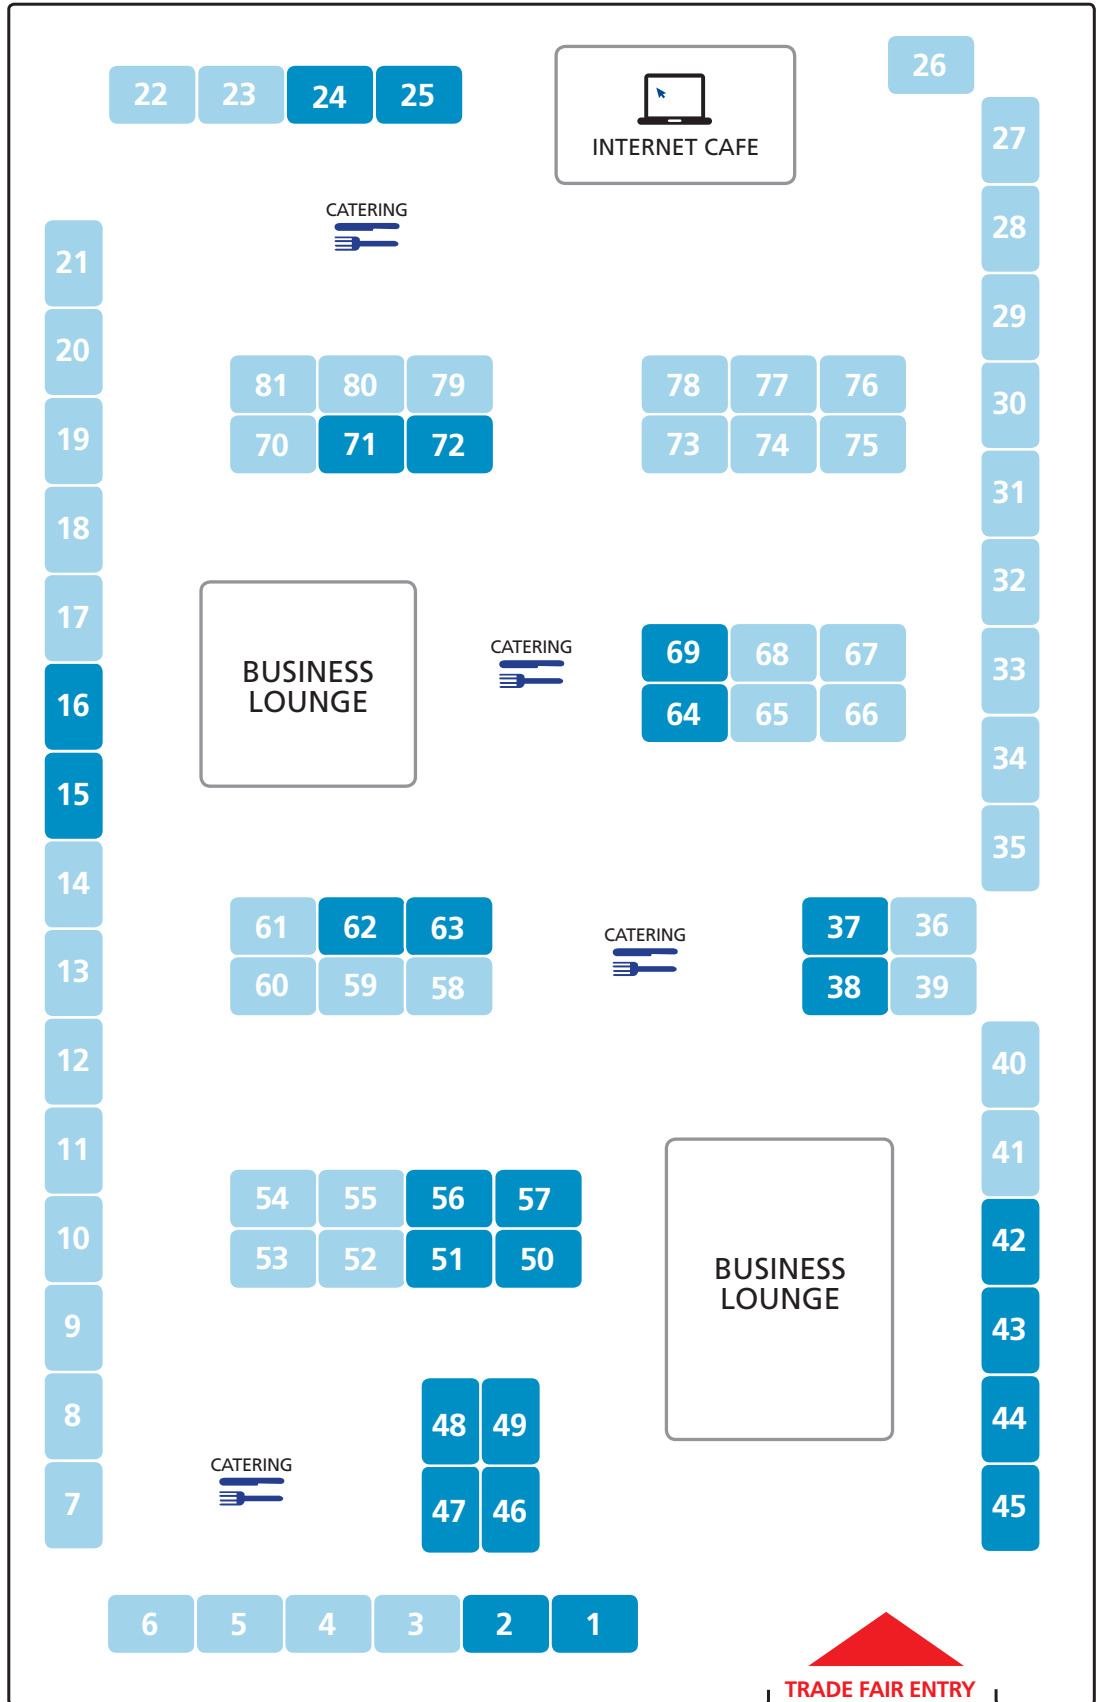 26
22 23 24 25
INTERNET CAFE
27
CATERING
28
21
29
20
81 80 79 78 77 76
30
19
70 71 72 73 74 75
31
18
32
17
CATERING
69 68 67
33
BUSINESS
LOUNGE
16
64 65 66
34
15
35
14
61 62 63
CATERING
37 36
13
60 59 58
38 39
12
40
11
41
54 55 56 57
10
42
53 52 51 50
BUSINESS
LOUNGE
9
43
8
48 49
44
CATERING
7
47 46
45
6 5 4 3 2 1
TRADE FAIR ENTRY